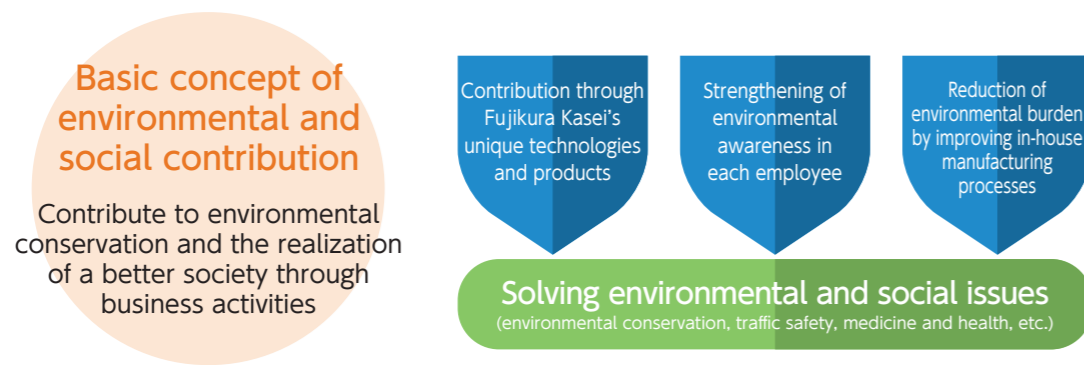 Basic concept of
environmental and
social contribution
Contribute to environmental
conservation and the realization
of a better society through
business activities
Contribution through
Fujikura Kasei's
unique technologies
and products
Strengthening of
environmental
awareness in
each employee
Reduction of
environmental burden
by improving in-house
manufacturing
processes
Solving environmental and social issues
(environmental conservation, traffic safety, medicine and health, etc.)